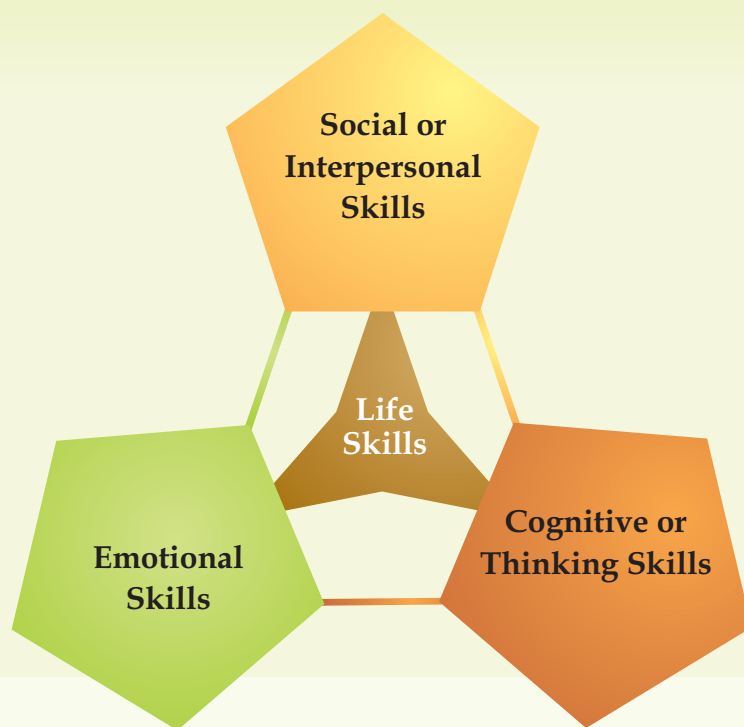 Social or
Interpersonal
Skills
Life
Skills
Emotional
Skills
Cognitive or
Thinking Skills